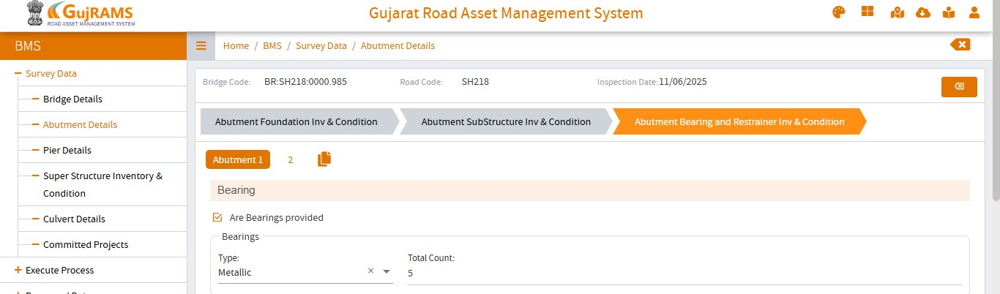 GujRAMS
ROAD ASSET MANAGEMENT SYSTEM
Gujarat Road Asset Management System
BMS
Home / BMS / Survey Data / Abutment Details
Survey Data
Bridge Details
Abutment Details
Pier Details
Super Structure Inventory &
Condition
Culvert Details
Committed Projects
Execute Process
Bridge Code: BR:SH218:0000.985 Road Code: SH218 Inspection Date: 11/06/2025
Abutment Foundation Inv & Condition Abutment SubStructure Inv & Condition Abutment Bearing and Restrainer Inv & Condition
Abutment 1 2
Bearing
Are Bearings provided
Bearings
Type: Total Count:
Metallic × 5